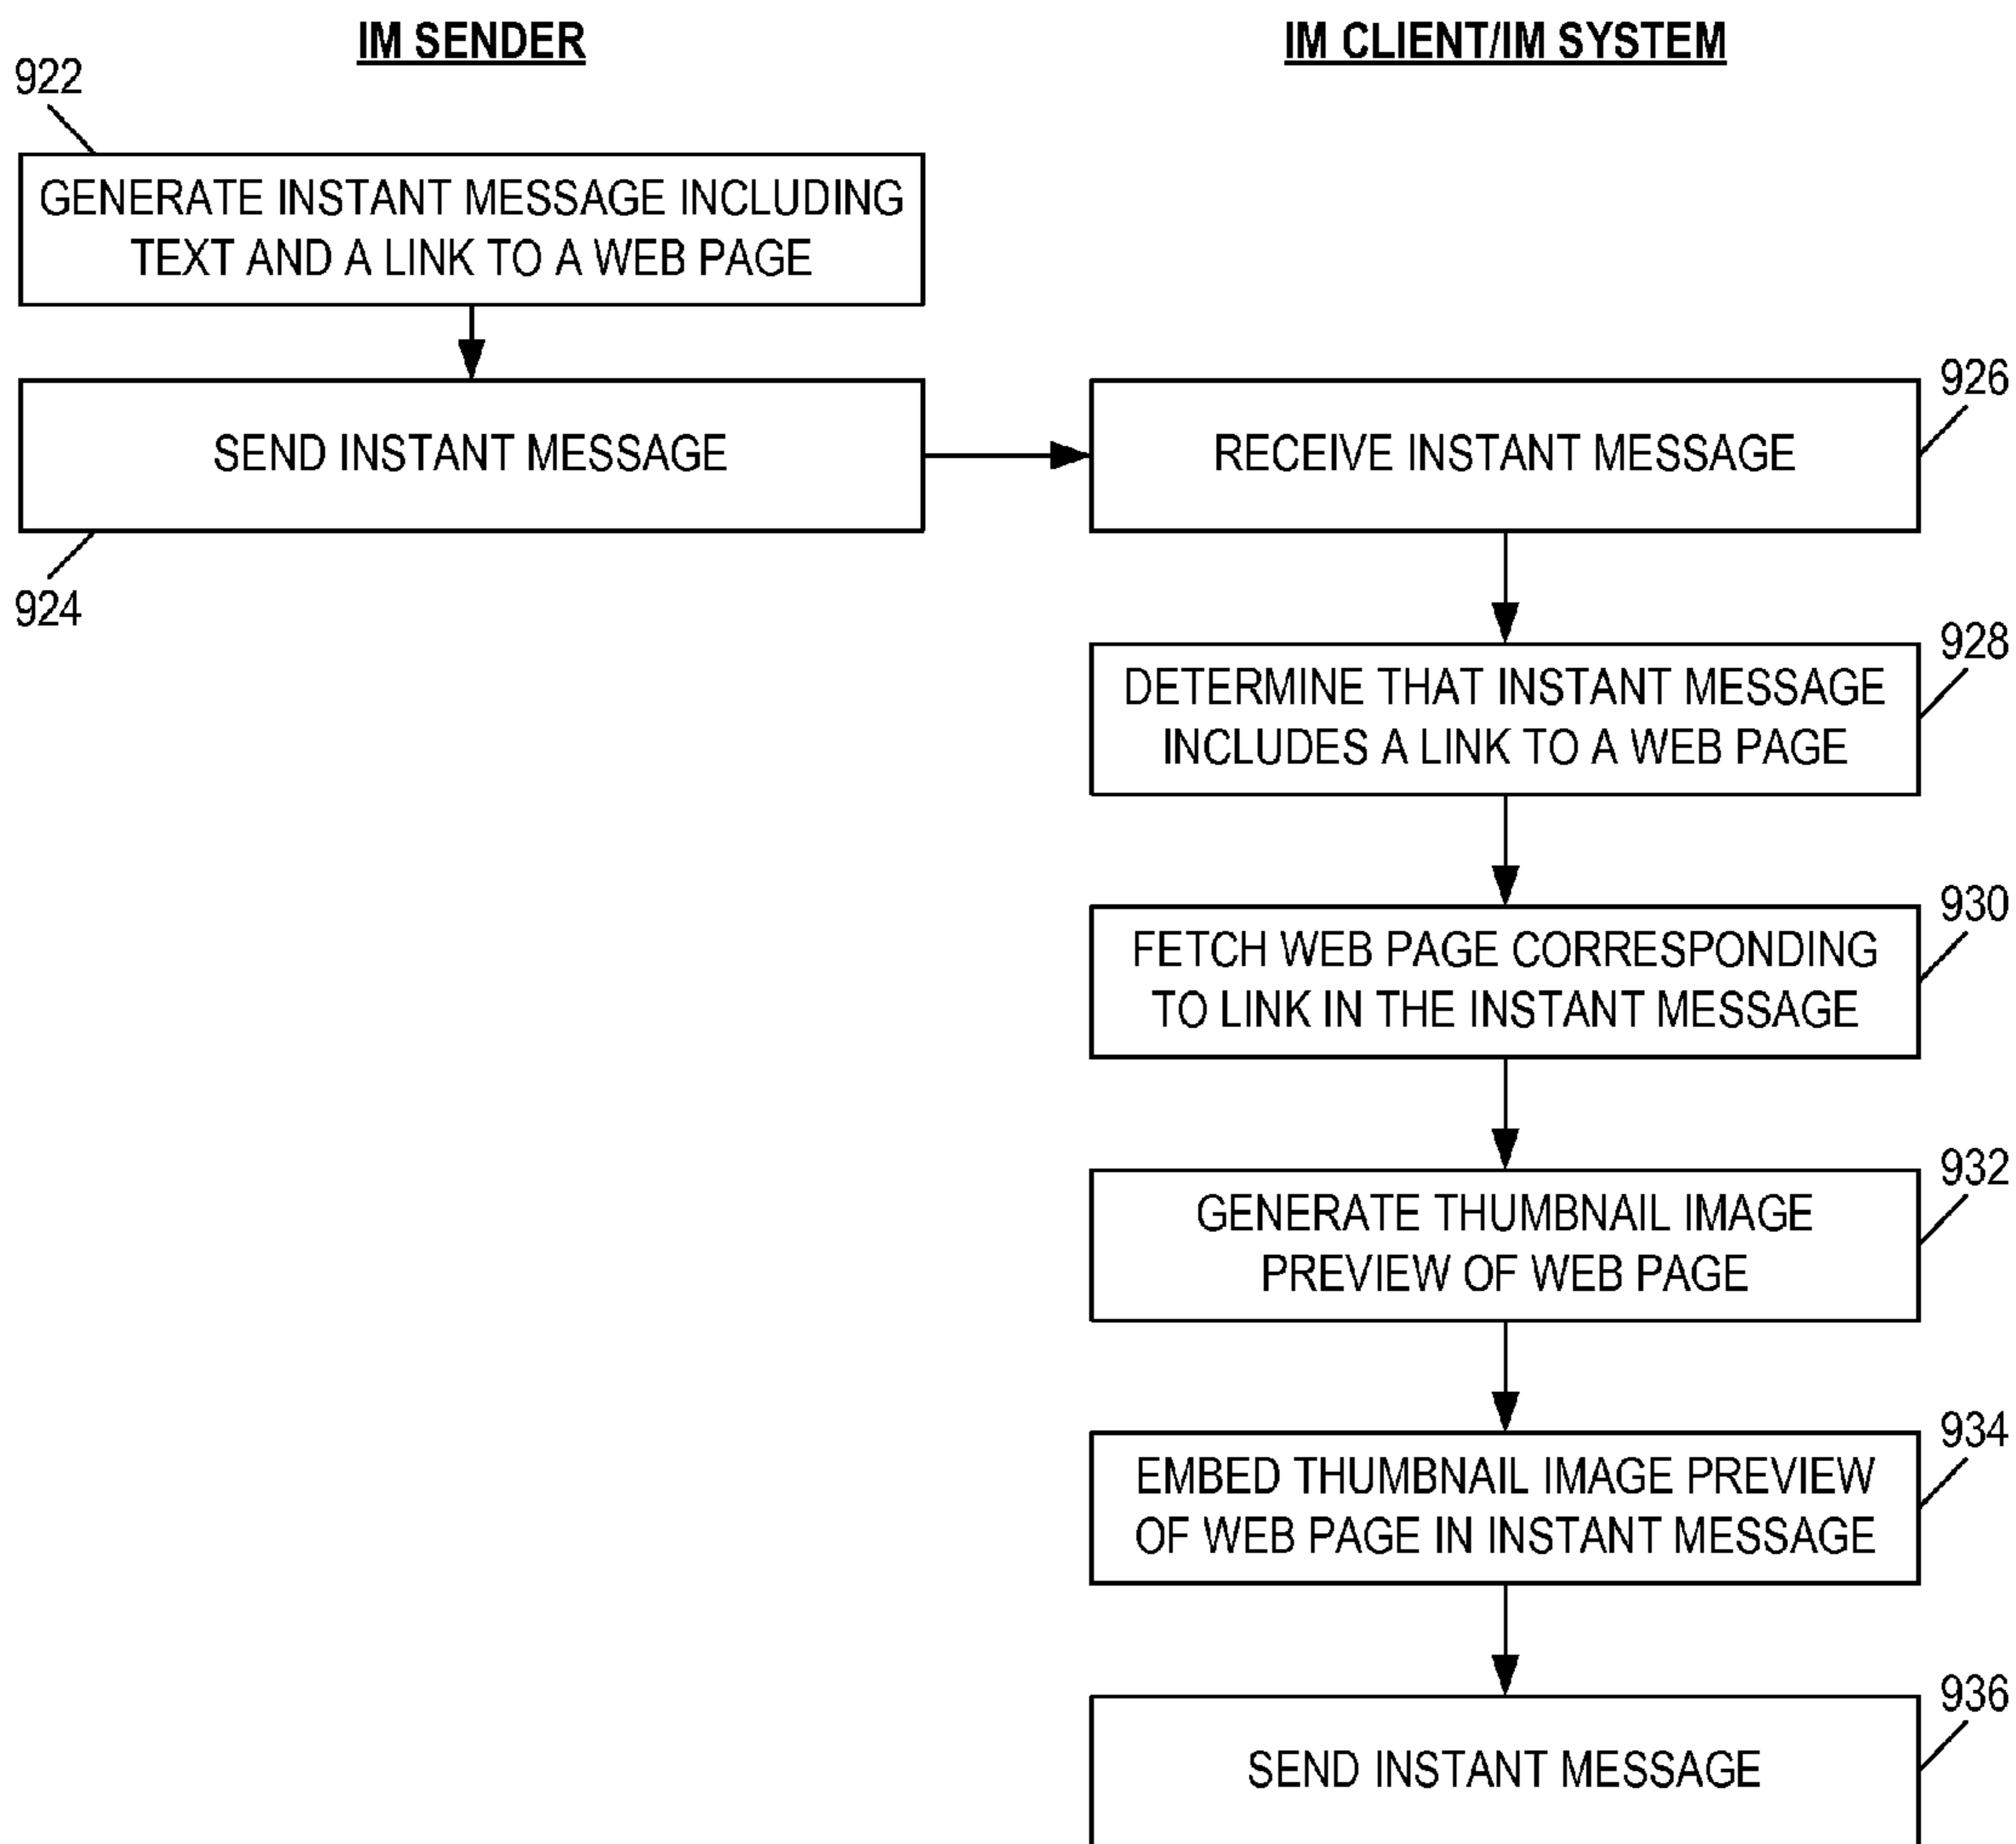 IM SENDER
IM CLIENT/IM SYSTEM
922
GENERATE INSTANT MESSAGE INCLUDING
TEXT AND A LINK TO A WEB PAGE
SEND INSTANT MESSAGE
924
RECEIVE INSTANT MESSAGE
926
DETERMINE THAT INSTANT MESSAGE
INCLUDES A LINK TO A WEB PAGE
928
FETCH WEB PAGE CORRESPONDING
TO LINK IN THE INSTANT MESSAGE
930
GENERATE THUMBNAIL IMAGE
PREVIEW OF WEB PAGE
932
EMBED THUMBNAIL IMAGE PREVIEW
OF WEB PAGE IN INSTANT MESSAGE
934
SEND INSTANT MESSAGE
936